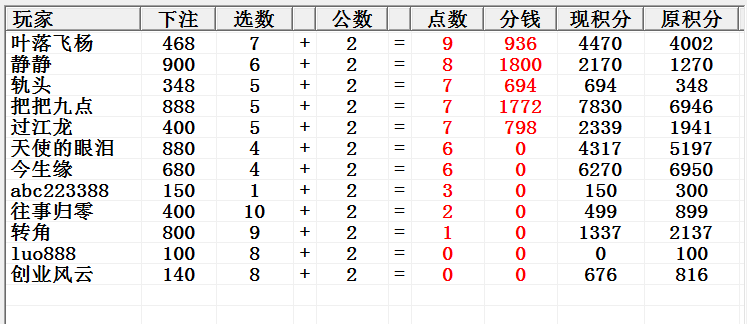 玩家 下注 选数 公数 点数 分钱 现积分 原积分
叶落飞杨 468 7 + 2 = 9 936 4470 4002
静静 900 6 + 2 = 8 1800 2170 1270
轨头 348 5 + 2 = 7 694 694 348
把把九点 888 5 + 2 = 7 1772 7830 6946
过江龙 400 5 + 2 = 7 798 2339 1941
天使的眼泪 880 4 + 2 = 6 0 4317 5197
今生缘 680 4 + 2 = 6 0 6270 6950
abc223388 150 1 + 2 = 3 0 150 300
往事归零 400 10 + 2 = 2 0 499 899
转角 800 9 + 2 = 1 0 1337 2137
luo888 100 8 + 2 = 0 0 0 100
创业风云 140 8 + 2 = 0 0 676 816